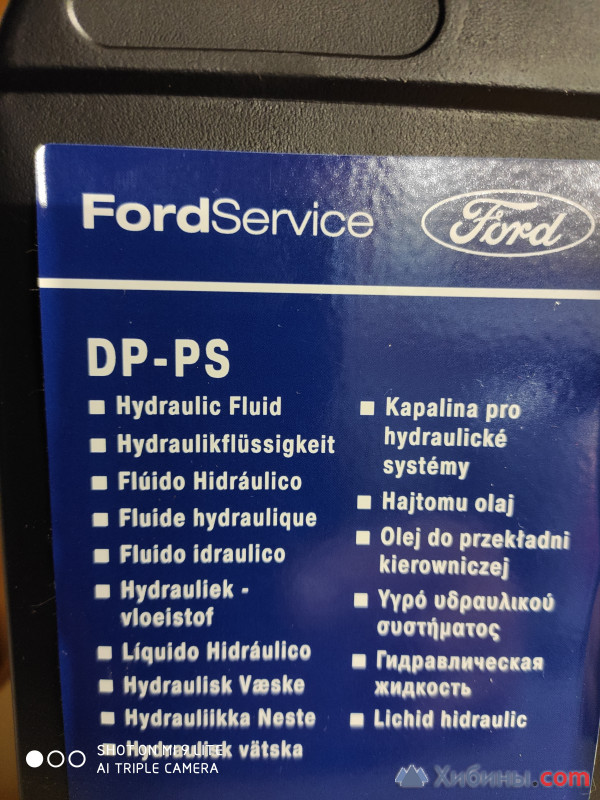 FordService
Ford
DP-PS
Hydraulic Fluid
Hydraulikflüssigkeit
Flúido Hidráulico
Fluide hydraulique
Fluido idraulico
Hydrauliek -
vloeistof
Líquido Hidráulico
Hydraulisk Væske
Hydrauliikka Neste
Hydraulisk vätska
Kapalina pro
hydraulické
systémy
Hajtomu olaj
Olej do przekładni
kierowniczej
Υγρό υδραυλικού
συστήματος
Гидравлическая
жидкость
Lichid hidraulic
SHOT ON MI 9 LITE
AI TRIPLE CAMERA
Хибины.com